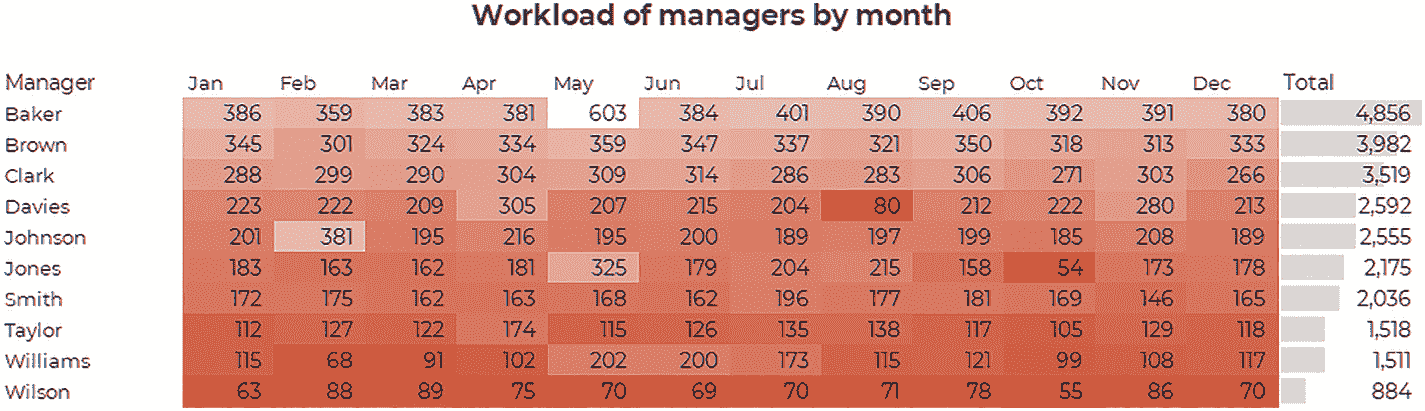 Workload of managers by month
Manager Jan Feb Mar Apr May Jun Jul Aug Sep Oct Nov Dec Total
Baker 386 359 383 381 603 384 401 390 406 392 391 380 4,856
Brown 345 301 324 334 359 347 337 321 350 318 313 333 3,982
Clark 288 299 290 304 309 314 286 283 306 271 303 266 3,519
Davies 223 222 209 305 207 215 204 80 212 222 280 213 2,592
Johnson 201 381 195 216 195 200 189 197 199 185 208 189 2,555
Jones 183 163 162 181 325 179 204 215 158 54 173 178 2,175
Smith 172 175 162 163 168 162 196 177 181 169 146 165 2,036
Taylor 112 127 122 174 115 126 135 138 117 105 129 118 1,518
Williams 115 68 91 102 202 200 173 115 121 99 108 117 1,511
Wilson 63 88 89 75 70 69 70 71 78 55 86 70 884